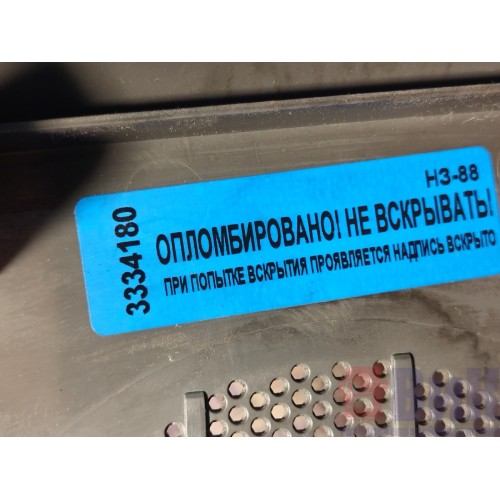 НЗ-88
3334180
ОПЛОМБИРОВАНО! НЕ ВСКРЫВАТЬ!
ПРИ ПОПЫТКЕ ВСКРЫТИЯ ПРОЯВЛЯЕТСЯ НАДПИСЬ ВСКРЫТО